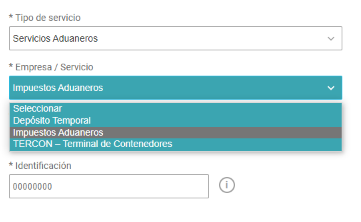 * Tipo de servicio
Servicios Aduaneros
* Empresa / Servicio
Impuestos Aduaneros
Seleccionar
Depósito Temporal
Impuestos Aduaneros
TERCON – Terminal de Contenedores
* Identificación
00000000
i